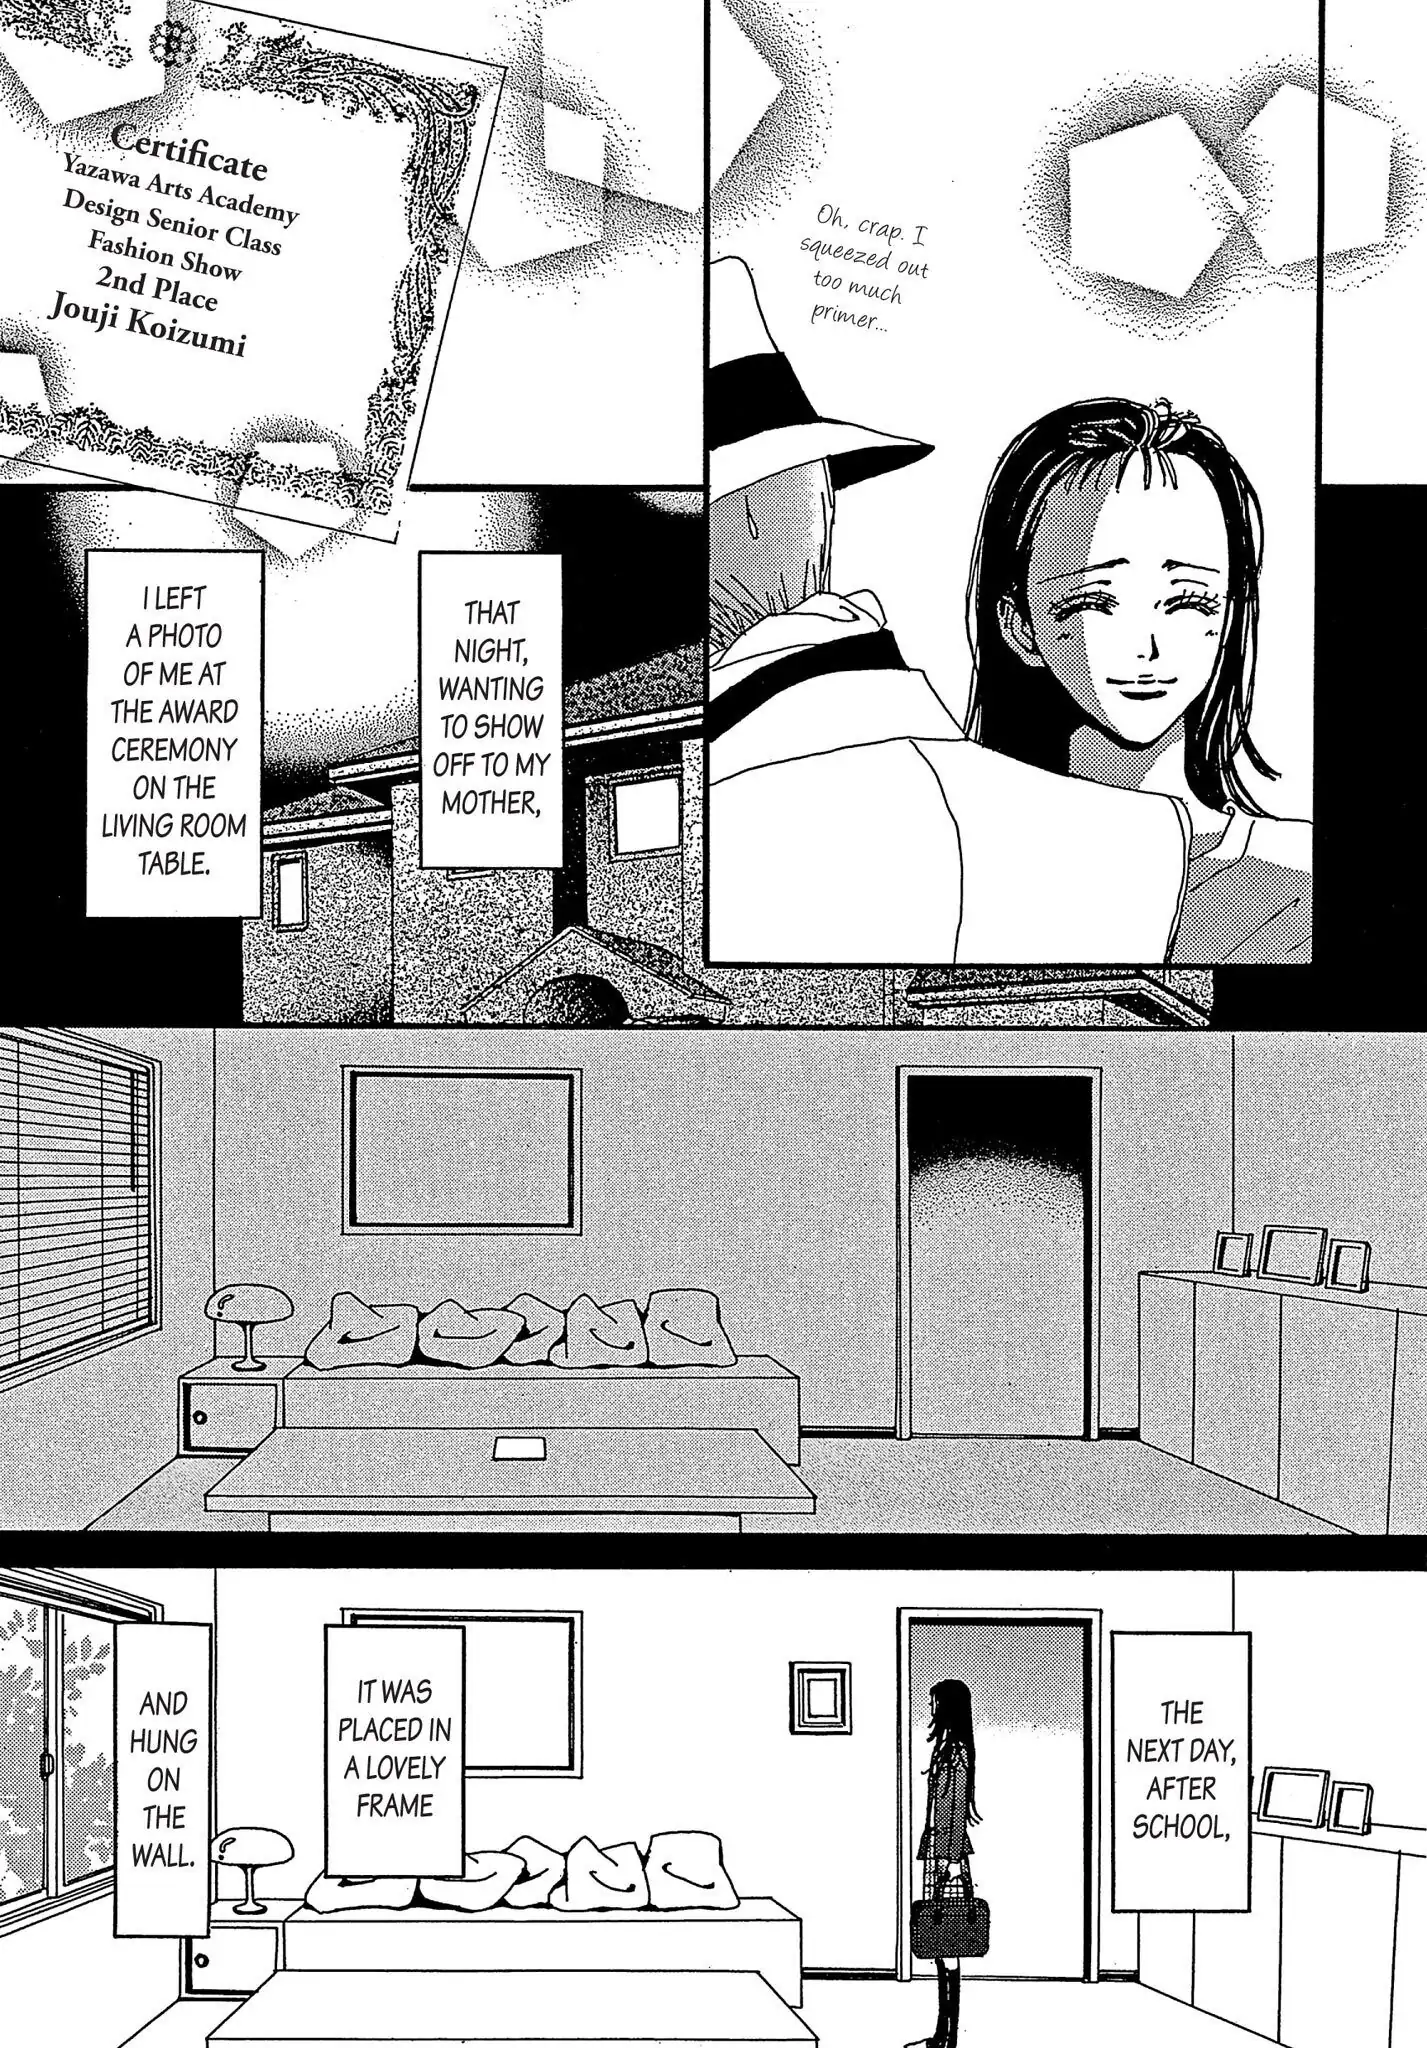 Oh, crap. I
squeezed out
too much
primer...
Certificate
Yazawa Arts Academy
Design Senior Class
Fashion Show
2nd Place
Jouji Koizumi
THAT
NIGHT,
WANTING
TO SHOW
OFF TO MY
MOTHER,
I LEFT
A PHOTO
OF ME AT
THE AWARD
CEREMONY
ON THE
LIVING ROOM
TABLE.
THE
NEXT DAY,
AFTER
SCHOOL,
IT WAS
PLACED IN
A LOVELY
FRAME
AND
HUNG
ON
THE
WALL.